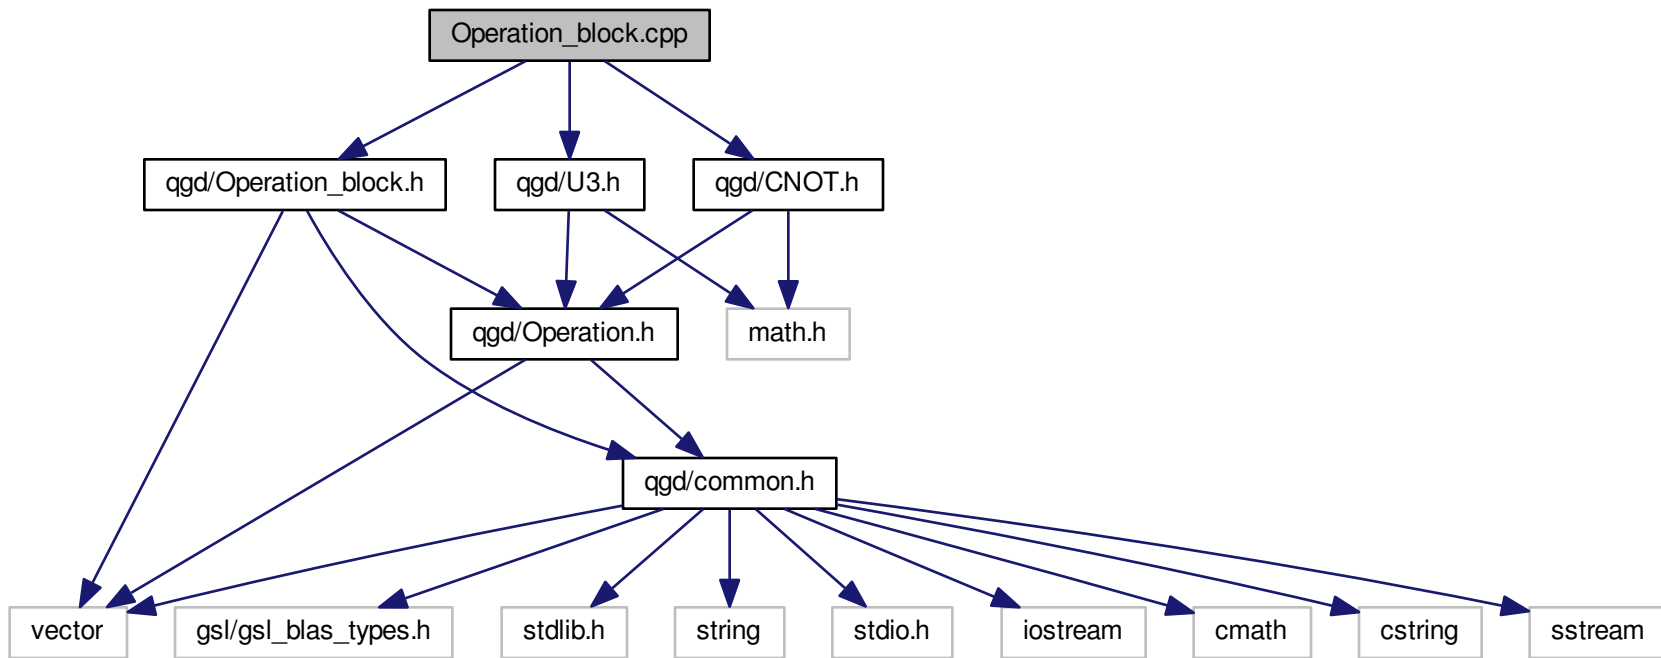 Operation_block.cpp
qgd/Operation_block.h
qgd/U3.h
qgd/CNOT.h
qgd/Operation.h
math.h
qgd/common.h
vector
gsl/gsl_blas_types.h
stdlib.h
string
stdio.h
iostream
cmath
cstring
sstream